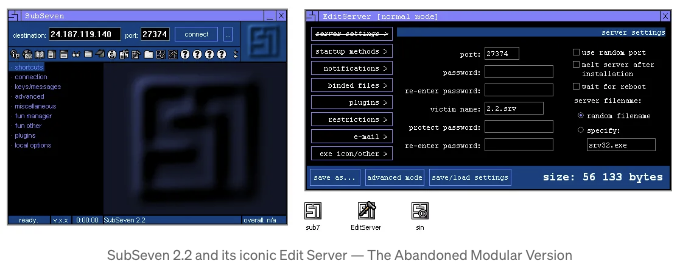 SubSeven
destination: 24.187.119.140 port: 27374 connect ...
shortcuts
connection
keys/messages
advanced
miscellaneous
fun manager
fun other
plugins
local options
ready. v.x.x 0:00:00 SubSeven 2.2 overall: n/a
EditServer [normal mode]
server settings >
startup methods >
notifications >
binded files >
plugins >
restrictions >
e-mail >
exe icon/other >
server settings
port: 27374
password:
re-enter password:
victim name: 2.2.srv
protect password:
re-enter password:
use random port
melt server after
installation
wait for reboot
server filename:
random filename
specify:
srv32.exe
save as... advanced mode save/load settings size: 56 133 bytes
sub7 EditServer sin
SubSeven 2.2 and its iconic Edit Server — The Abandoned Modular Version